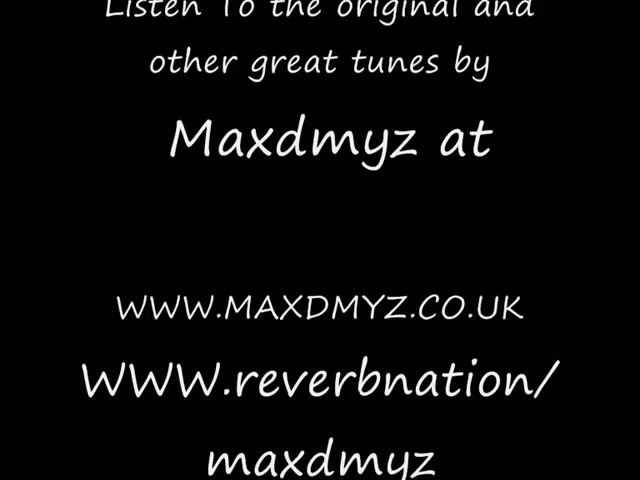 Listen To the original and
other great tunes by
Maxdmyz at
WWW.MAXDMYZ.CO.UK
WWW.reverbnation/
maxdmyz